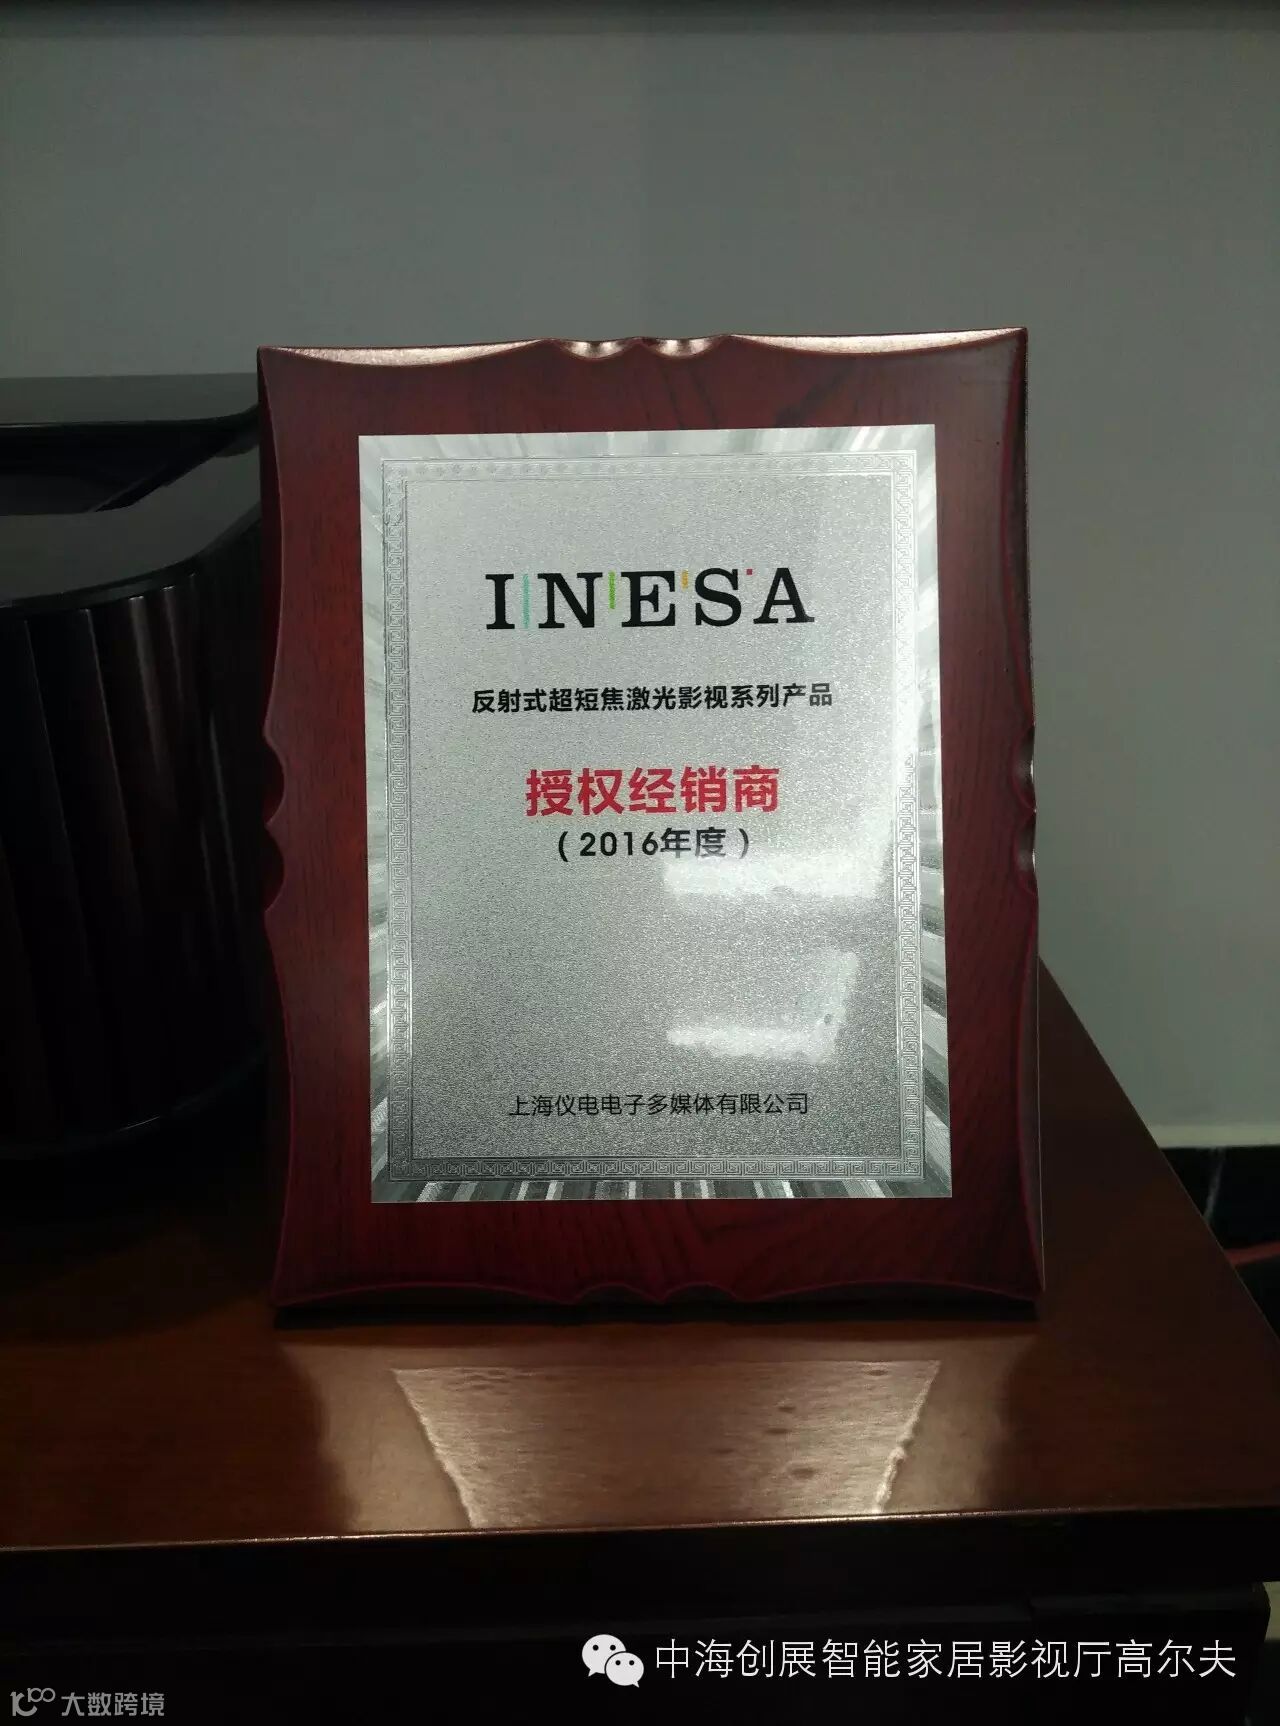 INESA
反射式超短焦激光影视系列产品
授权经销商
(2016年度)
上海仪电电子多媒体有限公司
中海创展智能家居影视厅高尔夫
大数跨境